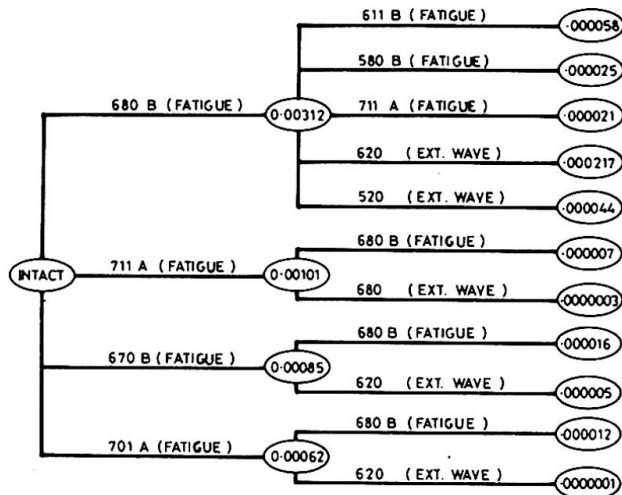 611 B (FATIGUE) ·000058
580 B (FATIGUE) ·000025
680 B (FATIGUE) 0·00312 711 A (FATIGUE) ·000021
620 (EXT. WAVE) ·000217
520 (EXT. WAVE) ·000044
INTACT 711 A (FATIGUE) 0·00101 680 B (FATIGUE) ·000007
680 (EXT. WAVE) ·0000003
670 B (FATIGUE) 0·00085 680 B (FATIGUE) ·000016
620 (EXT. WAVE) ·000005
701 A (FATIGUE) 0·00062 680 B (FATIGUE) ·000012
620 (EXT. WAVE) ·0000001